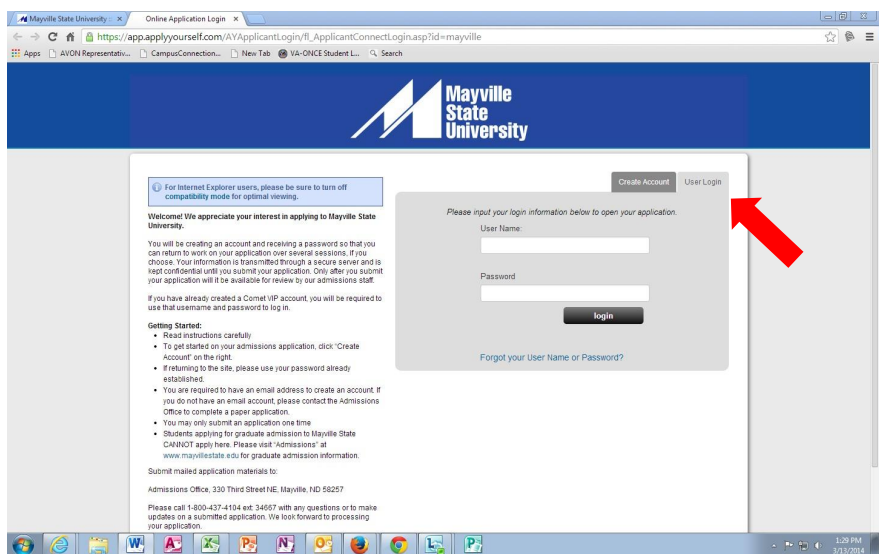 Mayville State University :
Online Application Login
https://app.applyyourself.com/AYApplicantLogin/fl_ApplicantConnectLogin.asp?id=mayville
Apps AVON Representativ... CampusConnection... New Tab VA-ONCE Student L... Search
Mayville
State
University
For Internet Explorer users, please be sure to turn off
compatibility mode for optimal viewing.
Welcome! We appreciate your interest in applying to Mayville State
University.
You will be creating an account and receiving a password so that you
can return to work on your application over several sessions, if you
choose. Your information is transmitted through a secure server and is
kept confidential until you submit your application. Only after you submit
your application will it be available for review by our admissions staff.
If you have already created a Comet VIP account, you will be required to
use that username and password to log in.
Getting Started:
• Read instructions carefully
• To get started on your admissions application, click "Create
Account" on the right.
• If returning to the site, please use your password already
established.
• You are required to have an email address to create an account. If
you do not have an email account, please contact the Admissions
Office to complete a paper application.
• You may only submit an application one time
• Students applying for graduate admission to Mayville State
CANNOT apply here. Please visit "Admissions" at
www.mayvillestate.edu for graduate admission information.
Submit mailed application materials to:
Admissions Office, 330 Third Street NE, Mayville, ND 58257
Please call 1-800-437-4104 ext: 34667 with any questions or to make
updates on a submitted application. We look forward to processing
your application.
Create Account User Login
Please input your login information below to open your application.
User Name:
Password
login
Forgot your User Name or Password?
1:29 PM
3/13/2014